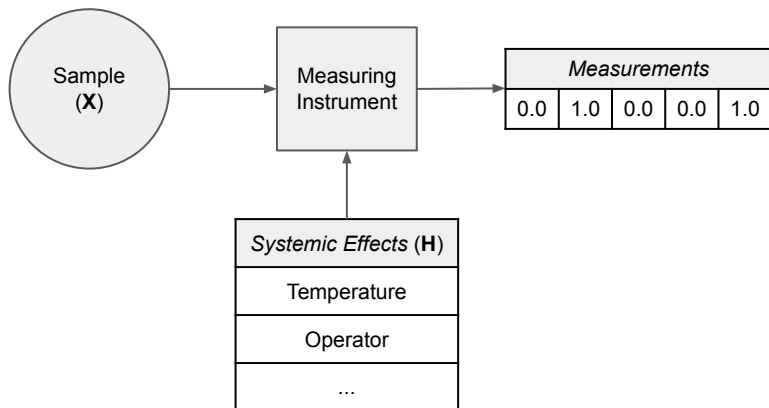 Sample
(X)
Measuring
Instrument
Measurements
0.0 1.0 0.0 0.0 1.0
Systemic Effects (H)
Temperature
Operator
...